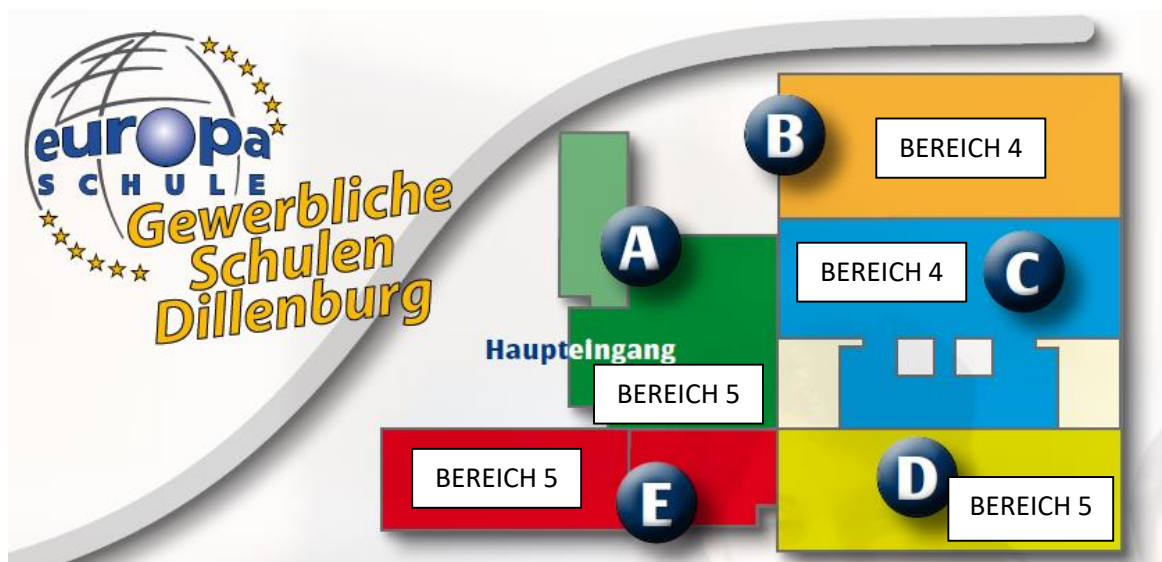 europa
SCHULE
Gewerbliche
Schulen
Dillenburg
B
BEREICH 4
A
BEREICH 4
C
Haupteingang
BEREICH 5
BEREICH 5
E
D
BEREICH 5